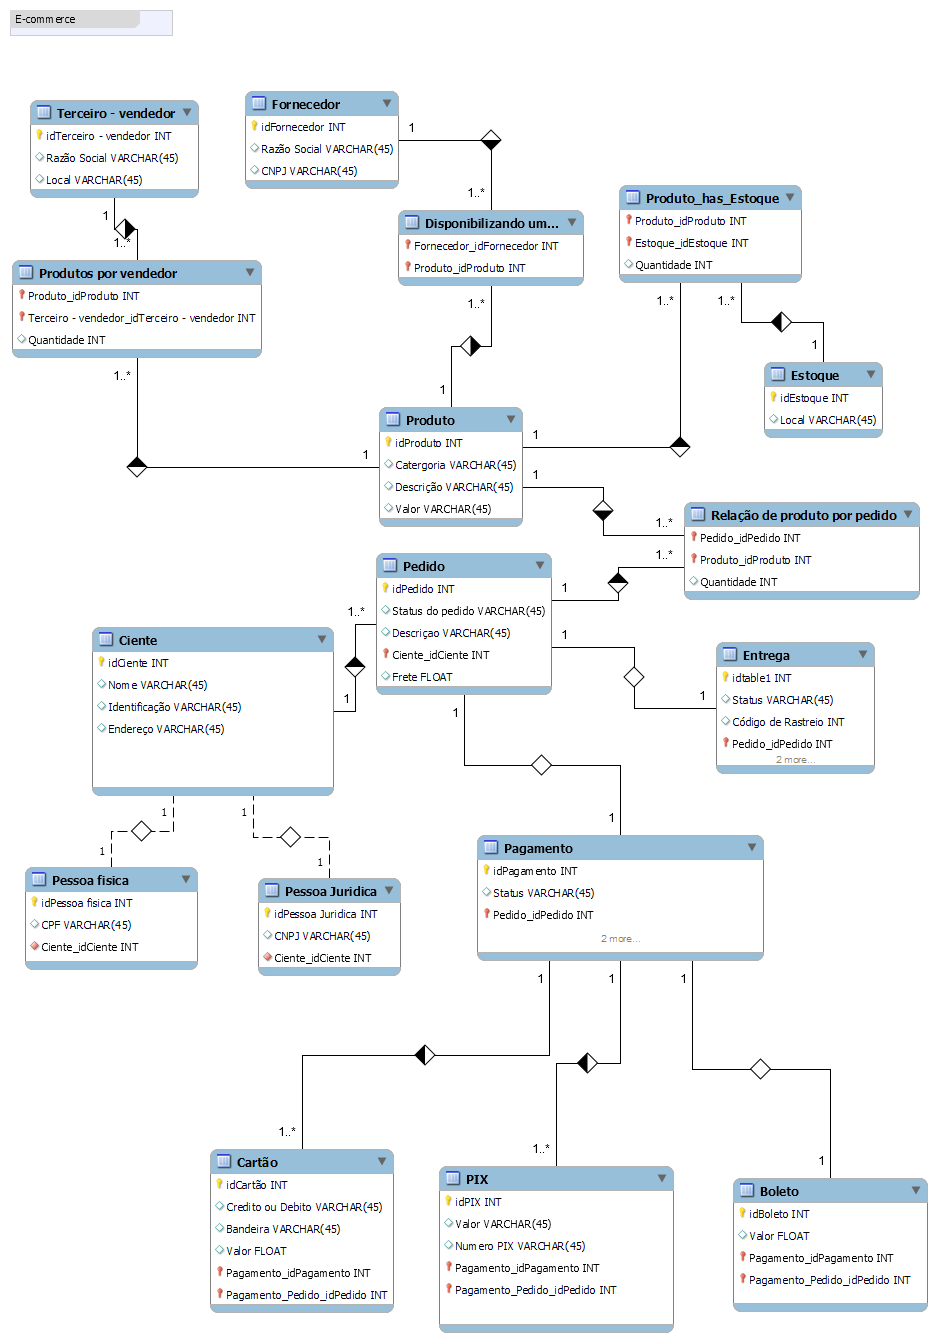 E-commerce
Terceiro - vendedor
idTerceiro - vendedor INT
Razão Social VARCHAR(45)
Local VARCHAR(45)
Fornecedor
idFornecedor INT
Razão Social VARCHAR(45)
CNPJ VARCHAR(45)
1
1..*
1
1..*
Disponibilizando um...
Fornecedor_idFornecedor INT
Produto_idProduto INT
Produto_has_Estoque
Produto_idProduto INT
Estoque_idEstoque INT
Quantidade INT
Produtos por vendedor
Produto_idProduto INT
Terceiro - vendedor_idTerceiro - vendedor INT
Quantidade INT
1..*
1..*
1..*
1
Estoque
idEstoque INT
Local VARCHAR(45)
1..*
1
1
Produto
idProduto INT
Catergoria VARCHAR(45)
Descrição VARCHAR(45)
Valor VARCHAR(45)
1
1
1..*
Relação de produto por pedido
Pedido_idPedido INT
Produto_idProduto INT
Quantidade INT
1..*
1
Pedido
idPedido INT
Status do pedido VARCHAR(45)
Descriçao VARCHAR(45)
Ciente_idCiente INT
Frete FLOAT
1..*
1
1
1
Ciente
idCiente INT
Nome VARCHAR(45)
Identificação VARCHAR(45)
Endereço VARCHAR(45)
Entrega
idtable1 INT
Status VARCHAR(45)
Código de Rastreio INT
Pedido_idPedido INT
2 more...
1
1
1
1
1
1
Pessoa fisica
idPessoa fisica INT
CPF VARCHAR(45)
Ciente_idCiente INT
Pessoa Juridica
idPessoa Juridica INT
CNPJ VARCHAR(45)
Ciente_idCiente INT
Pagamento
idPagamento INT
Status VARCHAR(45)
Pedido_idPedido INT
2 more...
1
1
1
1..*
1..*
1
Cartão
idCartão INT
Credito ou Debito VARCHAR(45)
Bandeira VARCHAR(45)
Valor FLOAT
Pagamento_idPagamento INT
Pagamento_Pedido_idPedido INT
PIX
idPIX INT
Valor VARCHAR(45)
Numero PIX VARCHAR(45)
Pagamento_idPagamento INT
Pagamento_Pedido_idPedido INT
Boleto
idBoleto INT
Valor FLOAT
Pagamento_idPagamento INT
Pagamento_Pedido_idPedido INT